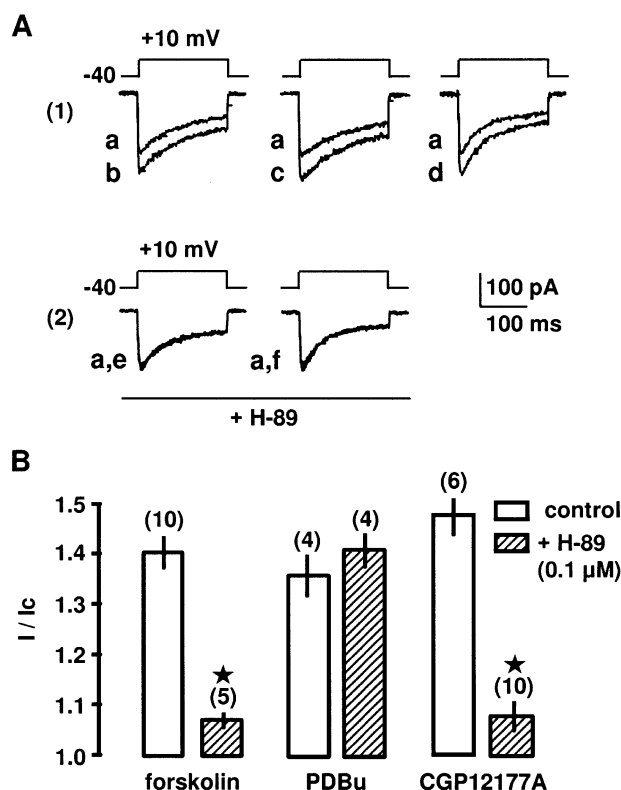 A
+10 mV
-40
(1)
a a a
b c d
+10 mV
-40
(2)
100 pA
100 ms
a,e a,f
+ H-89
B
(6)
1.5
(10) (4) (4)
control
+ H-89
(0.1 µM)
1.4
1.3
I / Ic
1.2
★ ★
(5) (10)
1.1
1.0
forskolin PDBu CGP12177A